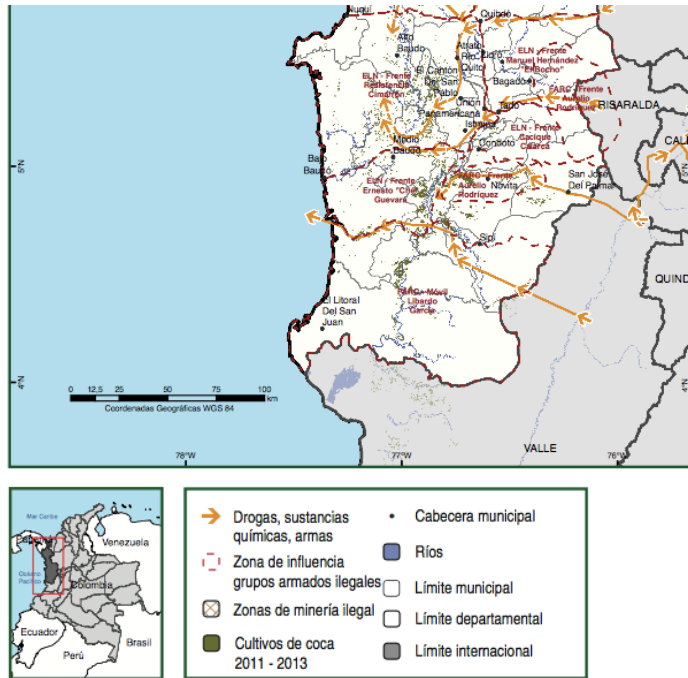 Nuquí
Quibdó
Alto
Baudó
Atrato
Río
Quito
Lloró
ELN - Frente
Manuel Hernández
"El Boche"
ELN - Frente
Resistencia
Cimarrón
El Cantón
Del San
Pablo
Bagadó
FARC - Frente
Aurelio
Rodríguez
RISARALDA
Unión
Panamericana
Tadó
Istmina
ELN - Frente
Cacique
Calarcá
CAL
Medio
Baudó
Condoto
5°N
Bajo
Baudó
5°N
ELN - Frente
Ernesto "Che"
Guevara
FARC - Frente
Aurelio
Rodríguez
Nóvita
San José
Del Palmar
Sipí
QUIND
FARC - Móvil
Libardo
García
El Litoral
Del San
Juan
4°N
4°N
0 12,5 25 50 75 100
km
Coordenadas Geográficas WGS 84
VALLE
78°W
77°W
76°W
Mar Caribe
Panamá
Venezuela
Océano
Pacífico
Colombia
Ecuador
Perú
Brasil
Drogas, sustancias
químicas, armas
Zona de influencia
grupos armados ilegales
Zonas de minería ilegal
Cultivos de coca
2011 - 2013
Cabecera municipal
Ríos
Límite municipal
Límite departamental
Límite internacional